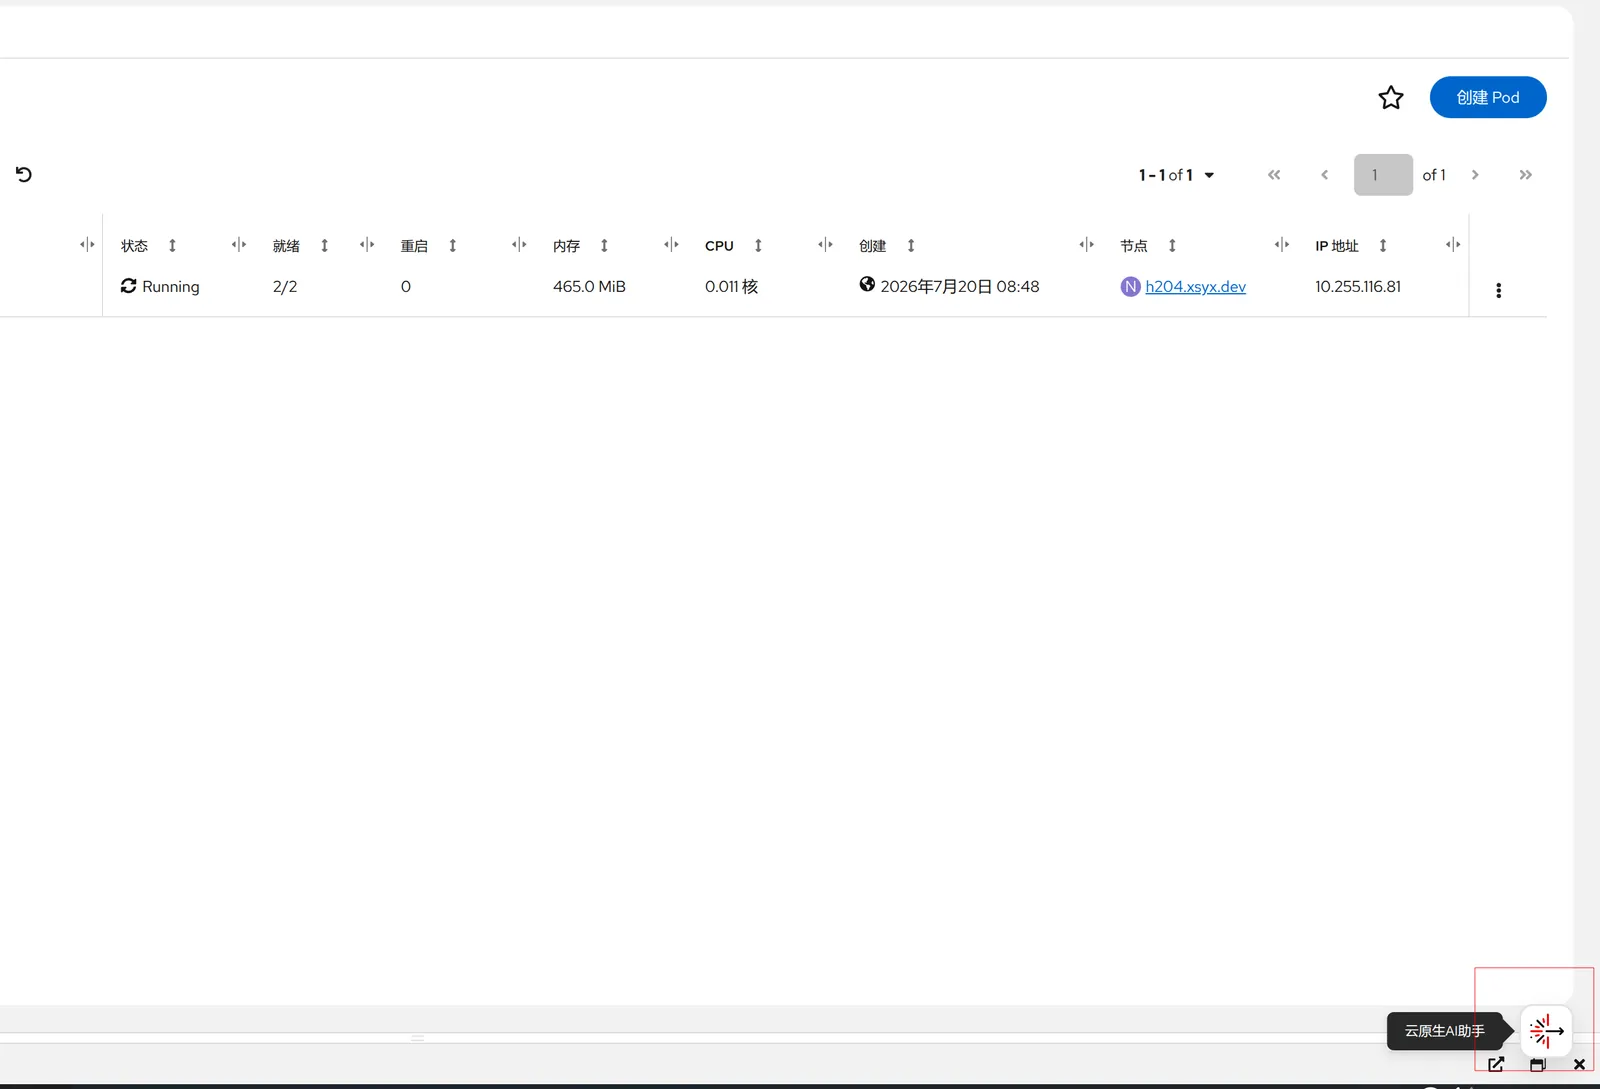 创建 Pod
1 - 1 of 1
1 of 1
状态 就绪 重启 内存 CPU 创建 节点 IP 地址
Running 2/2 0 465.0 MiB 0.011 核 2026年7月20日 08:48 N h204.xsyx.dev 10.255.116.81
云原生AI助手